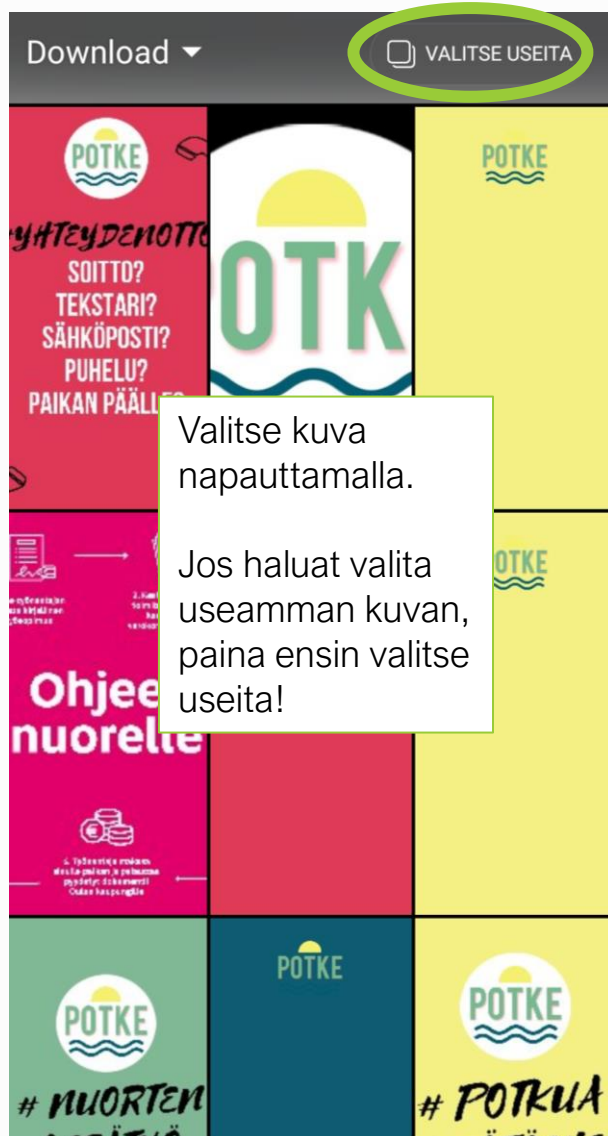 Download
VALITSE USEITA
POTKE
#YHTEYDENOTTO
SOITTO?
TEKSTARI?
SÄHKÖPOSTI?
PUHELU?
PAIKAN PÄÄLLE?
POTK
POTKE
Valitse kuva
napauttamalla.
Jos haluat valita
useamman kuvan,
paina ensin valitse
useita!
Ohjee
nuorelle
OTKE
POTKE
# NUORTEN
POTKE
POTKE
# POTKUA